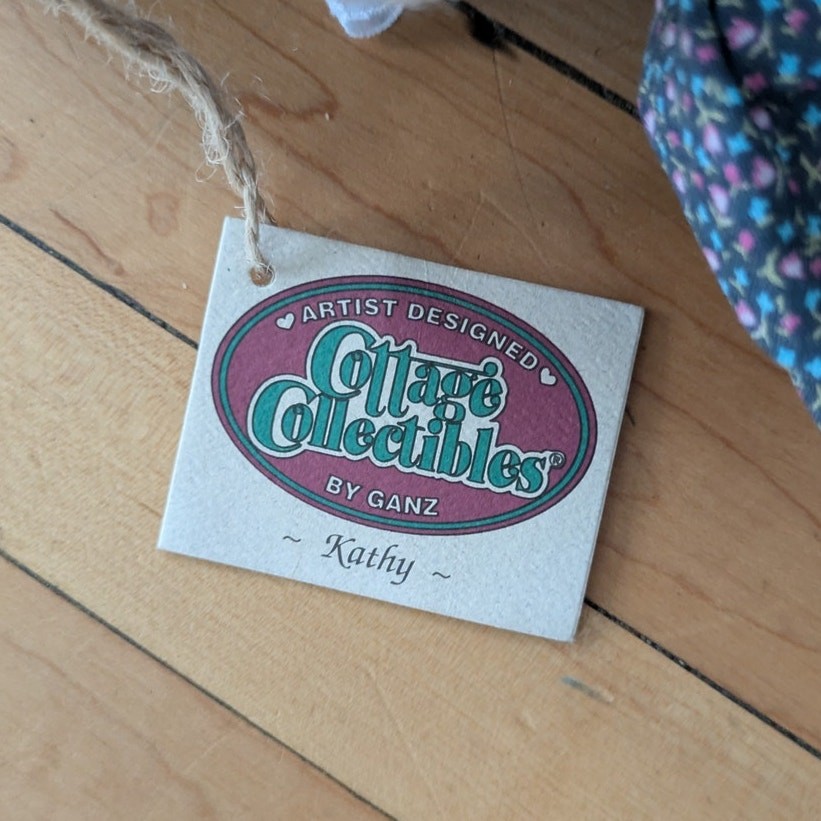 ARTIST DESIGNED
Cottage
Collectibles®
BY GANZ
~ Kathy ~